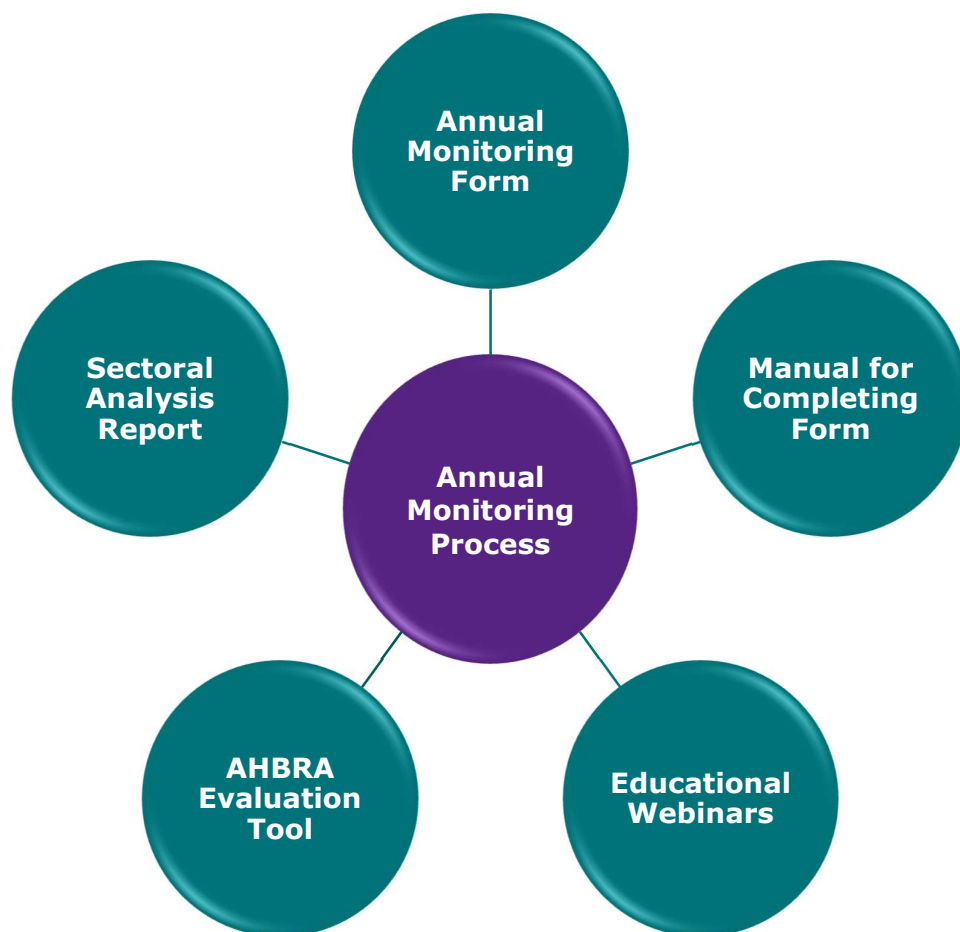 Annual
Monitoring
Form
Sectoral
Analysis
Report
Manual for
Completing
Form
Annual
Monitoring
Process
AHBRA
Evaluation
Tool
Educational
Webinars